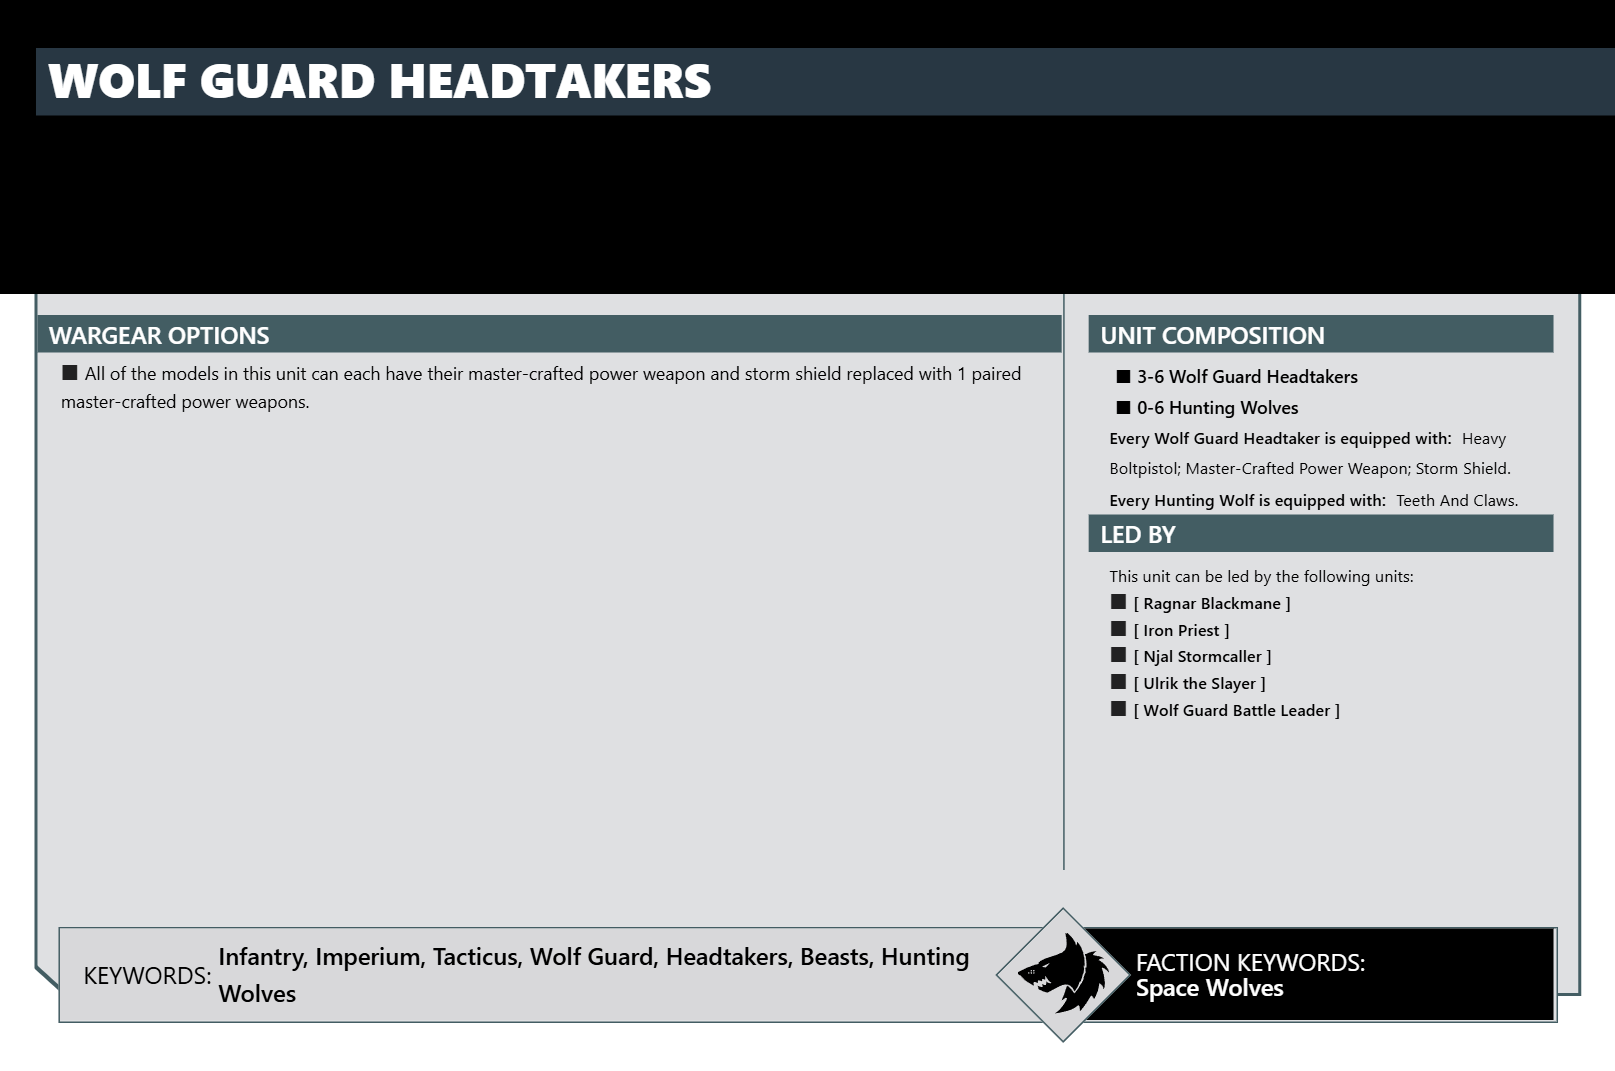 WOLF GUARD HEADTAKERS
WARGEAR OPTIONS
■ All of the models in this unit can each have their master-crafted power weapon and storm shield replaced with 1 paired
master-crafted power weapons.
UNIT COMPOSITION
■ 3-6 Wolf Guard Headtakers
■ 0-6 Hunting Wolves
Every Wolf Guard Headtaker is equipped with: Heavy
Boltpistol; Master-Crafted Power Weapon; Storm Shield.
Every Hunting Wolf is equipped with: Teeth And Claws.
LED BY
This unit can be led by the following units:
■ [ Ragnar Blackmane ]
■ [ Iron Priest ]
■ [ Njal Stormcaller ]
■ [ Ulrik the Slayer ]
■ [ Wolf Guard Battle Leader ]
KEYWORDS: Infantry, Imperium, Tacticus, Wolf Guard, Headtakers, Beasts, Hunting
Wolves
FACTION KEYWORDS:
Space Wolves